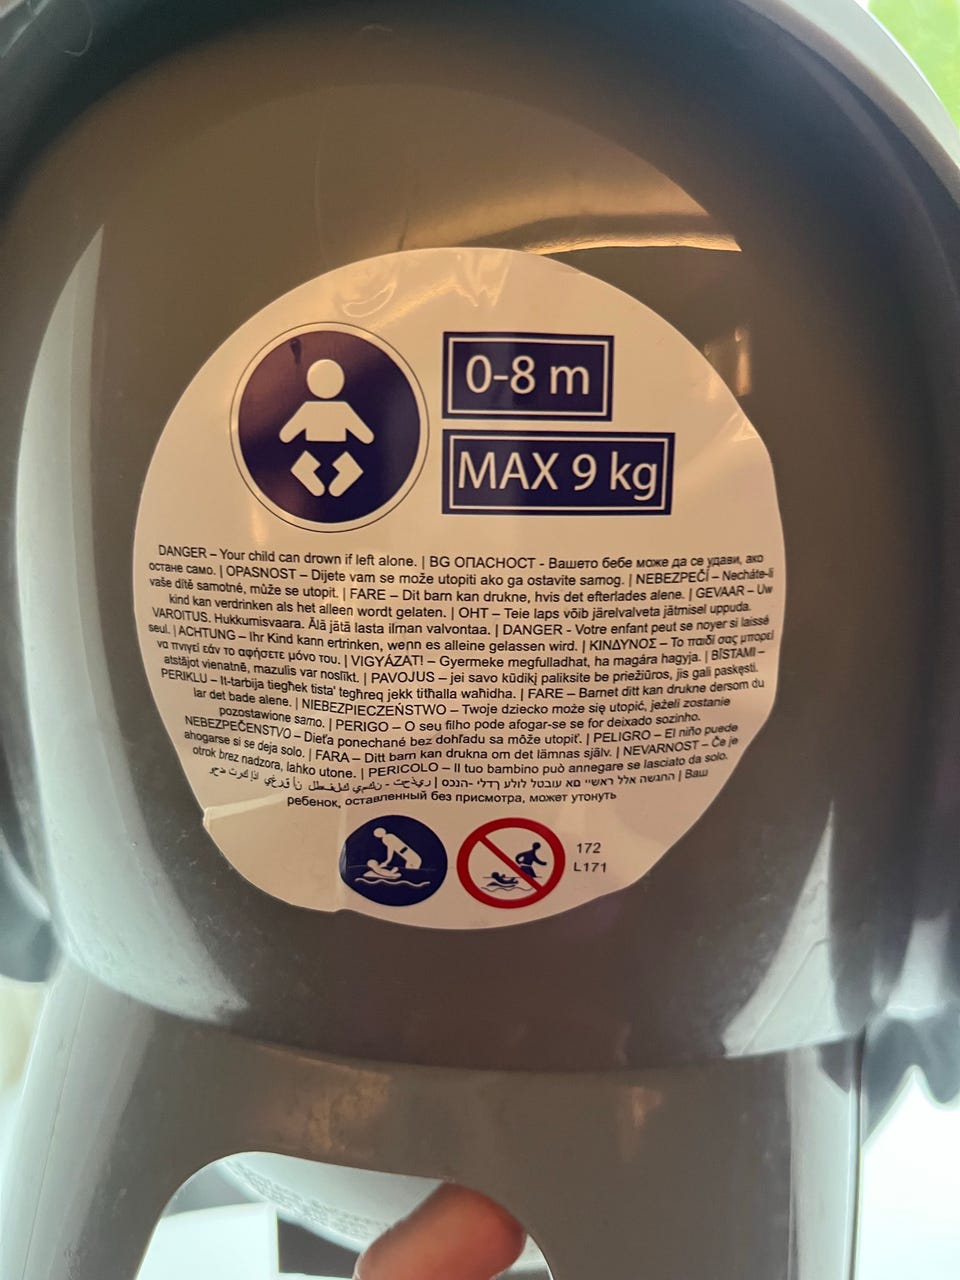 0-8 m
MAX 9 kg
DANGER – Your child can drown if left alone. | BG ОПАСНОСТ - Вашето бебе може да се удави, ако
остане само. | OPASNOST – Dijete vam se može utopiti ako ga ostavite samog. | NEBEZPEČÍ – Necháte-li
vaše dítě samotné, může se utopit. | FARE – Dit barn kan drukne, hvis det efterlades alene. | GEVAAR – Uw
kind kan verdrinken als het alleen wordt gelaten. | OHT – Teie laps võib järelvalveta jätmisel uppuda.
VAROITUS. Hukkumisvaara. Älä jätä lasta ilman valvontaa. | DANGER - Votre enfant peut se noyer si laissé
seul. | ACHTUNG – Ihr Kind kann ertrinken, wenn es alleine gelassen wird. | ΚΙΝΔΥΝΟΣ – Το παιδί σας μπορεί
να πνιγεί εάν το αφήσετε μόνο του. | VIGYÁZAT! – Gyermeke megfulladhat, ha magára hagyja. | BĪSTAMI –
atstājot vienatnē, mazulis var noslīkt. | PAVOJUS – jei savo kūdikį paliksite be priežiūros, jis gali paskęsti.
PERIKLU – It-tarbija tiegħek tista' tegħreq jekk titħalla waħidha. | FARE – Barnet ditt kan drukne dersom du
lar det bade alene. | NIEBEZPIECZEŃSTWO – Twoje dziecko może się utopić, jeżeli zostanie
pozostawione samo. | PERIGO – O seu filho pode afogar-se se for deixado sozinho.
NEBEZPEČENSTVO – Dieťa ponechané bez dohľadu sa môže utopiť. | PELIGRO – El niño puede
ahogarse si se deja solo. | FARA – Ditt barn kan drukna om det lämnas själv. | NEVARNOST – Če je
otrok brez nadzora, lahko utone. | PERICOLO – Il tuo bambino può annegare se lasciato da solo.
| Ваш
ребенок, оставленный без присмотра, может утонуть
172
L171